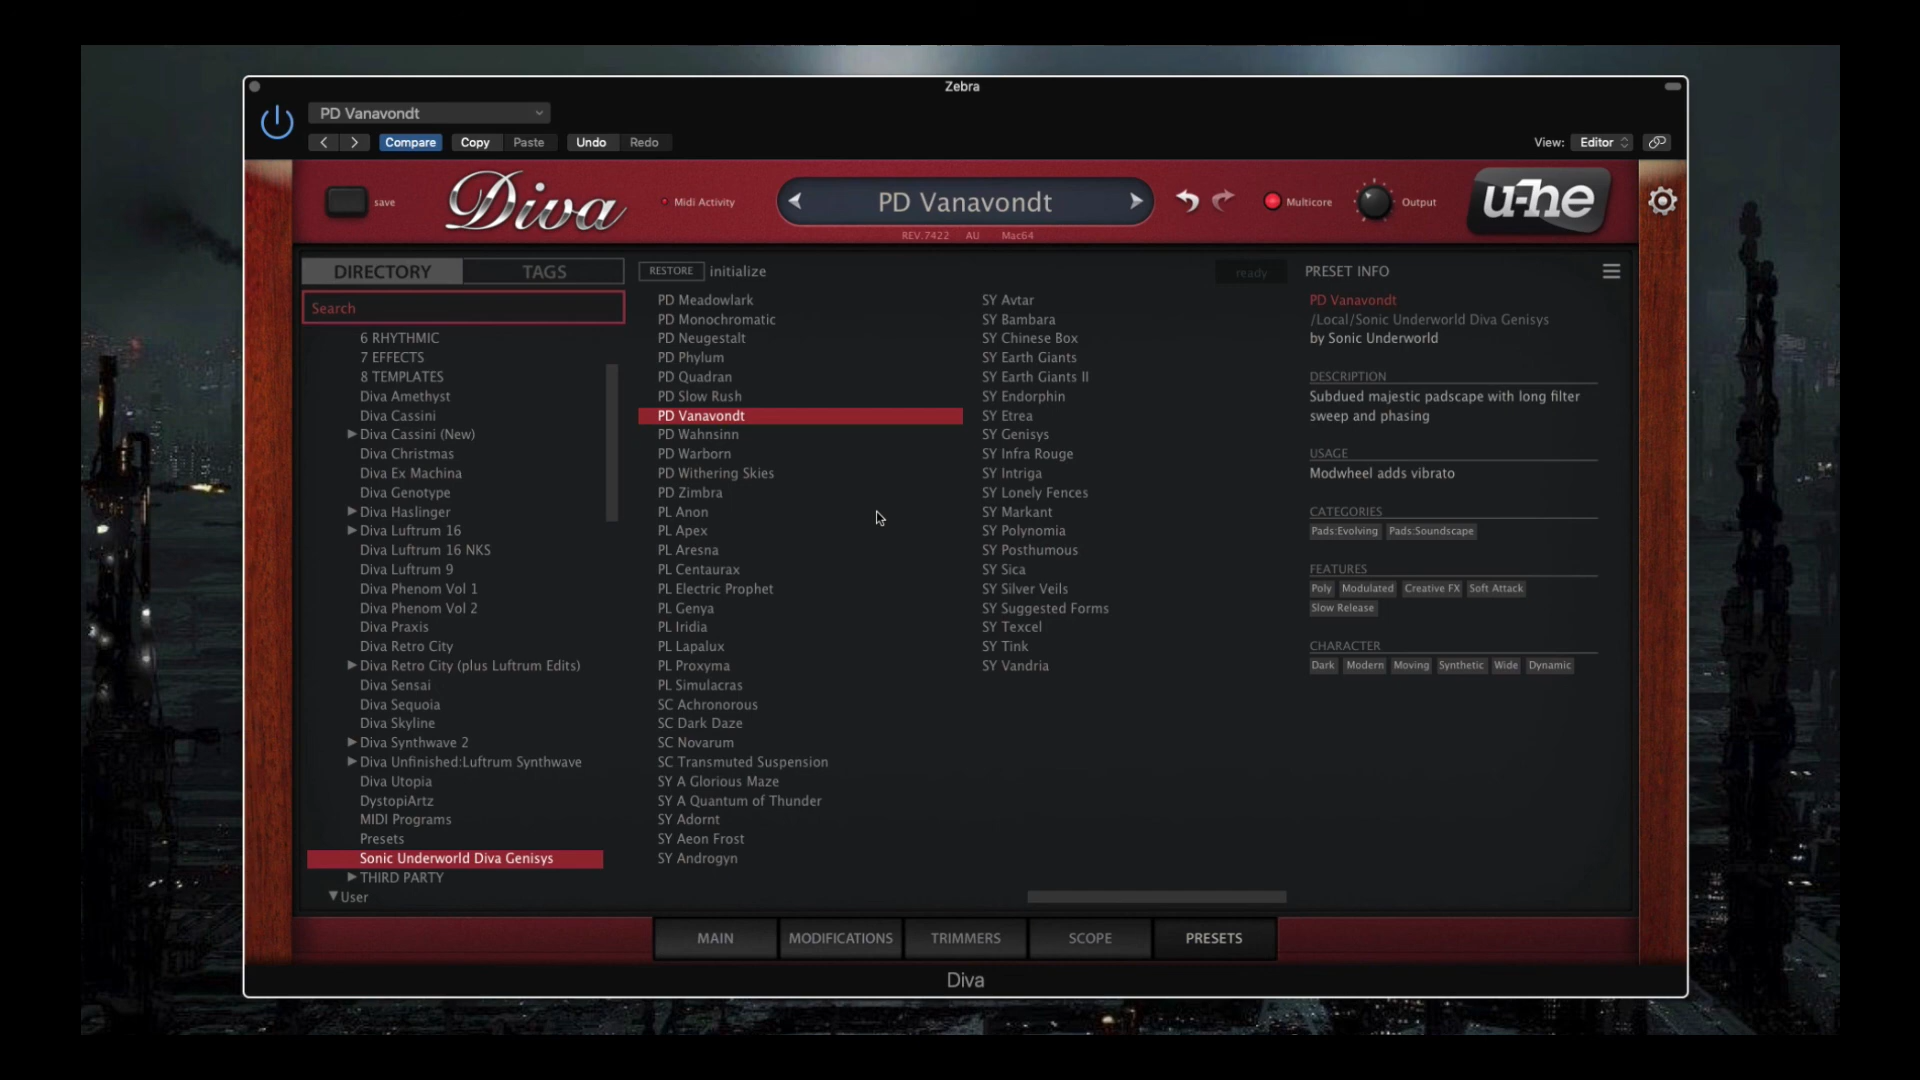 Zebra
PD Vanavondt
Compare
Copy
Paste
Undo
Redo
View:
Editor
save
Diva
Midi Activity
PD Vanavondt
Multicore
Output
u-he
REV.7422 AU Mac64
DIRECTORY
TAGS
Search
6 RHYTHMIC
7 EFFECTS
8 TEMPLATES
Diva Amethyst
Diva Cassini
Diva Cassini (New)
Diva Christmas
Diva Ex Machina
Diva Genotype
Diva Haslinger
Diva Luftrum 16
Diva Luftrum 16 NKS
Diva Luftrum 9
Diva Phenom Vol 1
Diva Phenom Vol 2
Diva Praxis
Diva Retro City
Diva Retro City (plus Luftrum Edits)
Diva Sensai
Diva Sequoia
Diva Skyline
Diva Synthwave 2
Diva Unfinished:Luftrum Synthwave
Diva Utopia
DystopiArtz
MIDI Programs
Presets
Sonic Underworld Diva Genisys
THIRD PARTY
User
RESTORE
initialize
ready
PD Meadowlark
PD Monochromatic
PD Neugestalt
PD Phylum
PD Quadran
PD Slow Rush
PD Vanavondt
PD Wahnsinn
PD Warborn
PD Withering Skies
PD Zimbra
PL Anon
PL Apex
PL Aresna
PL Centaurax
PL Electric Prophet
PL Genya
PL Iridia
PL Lapalux
PL Proxyma
PL Simulacras
SC Achronorous
SC Dark Daze
SC Novarum
SC Transmuted Suspension
SY A Glorious Maze
SY A Quantum of Thunder
SY Adornt
SY Aeon Frost
SY Androgyn
SY Avtar
SY Bambara
SY Chinese Box
SY Earth Giants
SY Earth Giants II
SY Endorphin
SY Etrea
SY Genisys
SY Infra Rouge
SY Intriga
SY Lonely Fences
SY Markant
SY Polynomia
SY Posthumous
SY Sica
SY Silver Veils
SY Suggested Forms
SY Texcel
SY Tink
SY Vandria
PRESET INFO
PD Vanavondt
/Local/Sonic Underworld Diva Genisys
by Sonic Underworld
DESCRIPTION
Subdued majestic padscape with long filter
sweep and phasing
USAGE
Modwheel adds vibrato
CATEGORIES
Pads:Evolving Pads:Soundscape
FEATURES
Poly Modulated Creative FX Soft Attack
Slow Release
CHARACTER
Dark Modern Moving Synthetic Wide Dynamic
MAIN
MODIFICATIONS
TRIMMERS
SCOPE
PRESETS
Diva